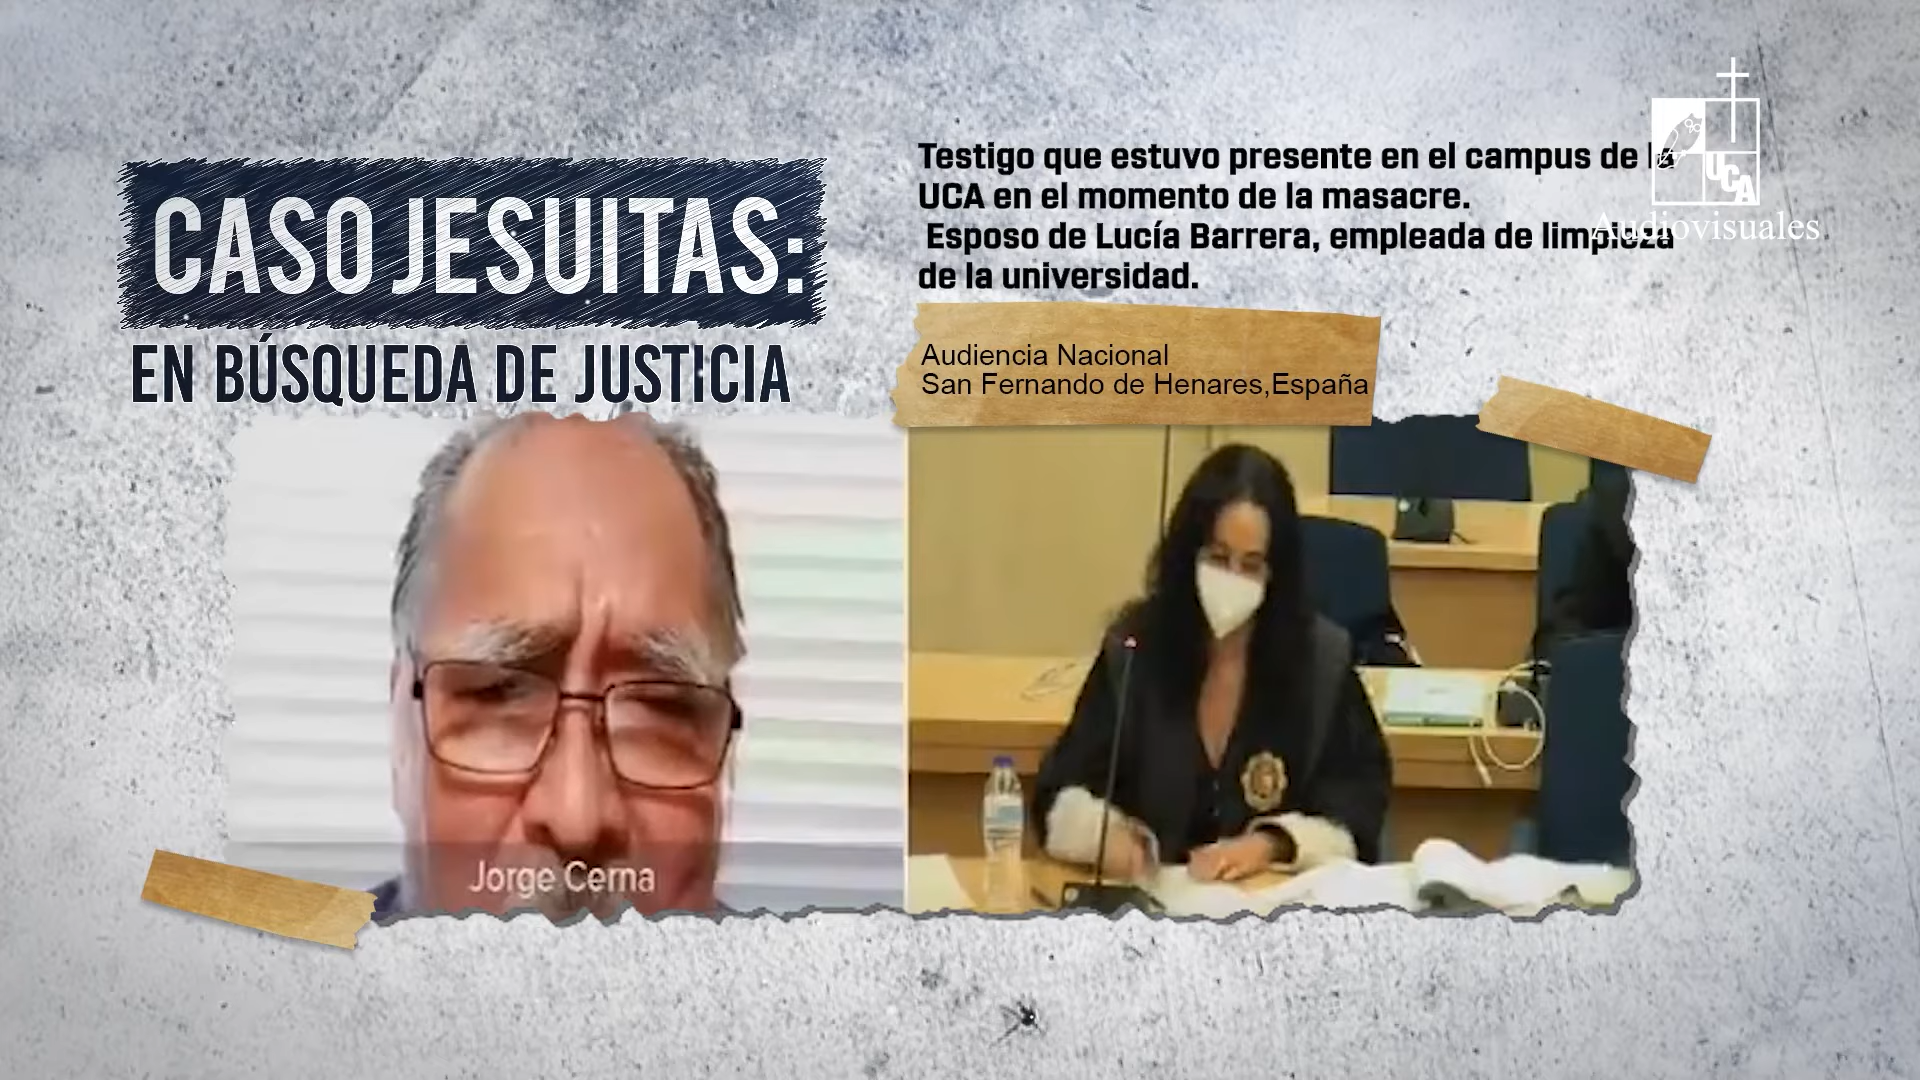 CASO JESUITAS:
EN BÚSQUEDA DE JUSTICIA
Testigo que estuvo presente en el campus de la
UCA en el momento de la masacre.
Esposo de Lucía Barrera, empleada de limpieza
de la universidad.
UCA
Audiovisuales
Audiencia Nacional
San Fernando de Henares,España
Jorge Cerna